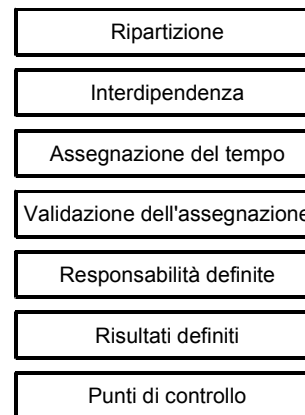 Ripartizione
Interdipendenza
Assegnazione del tempo
Validazione dell'assegnazione
Responsabilità definite
Risultati definiti
Punti di controllo